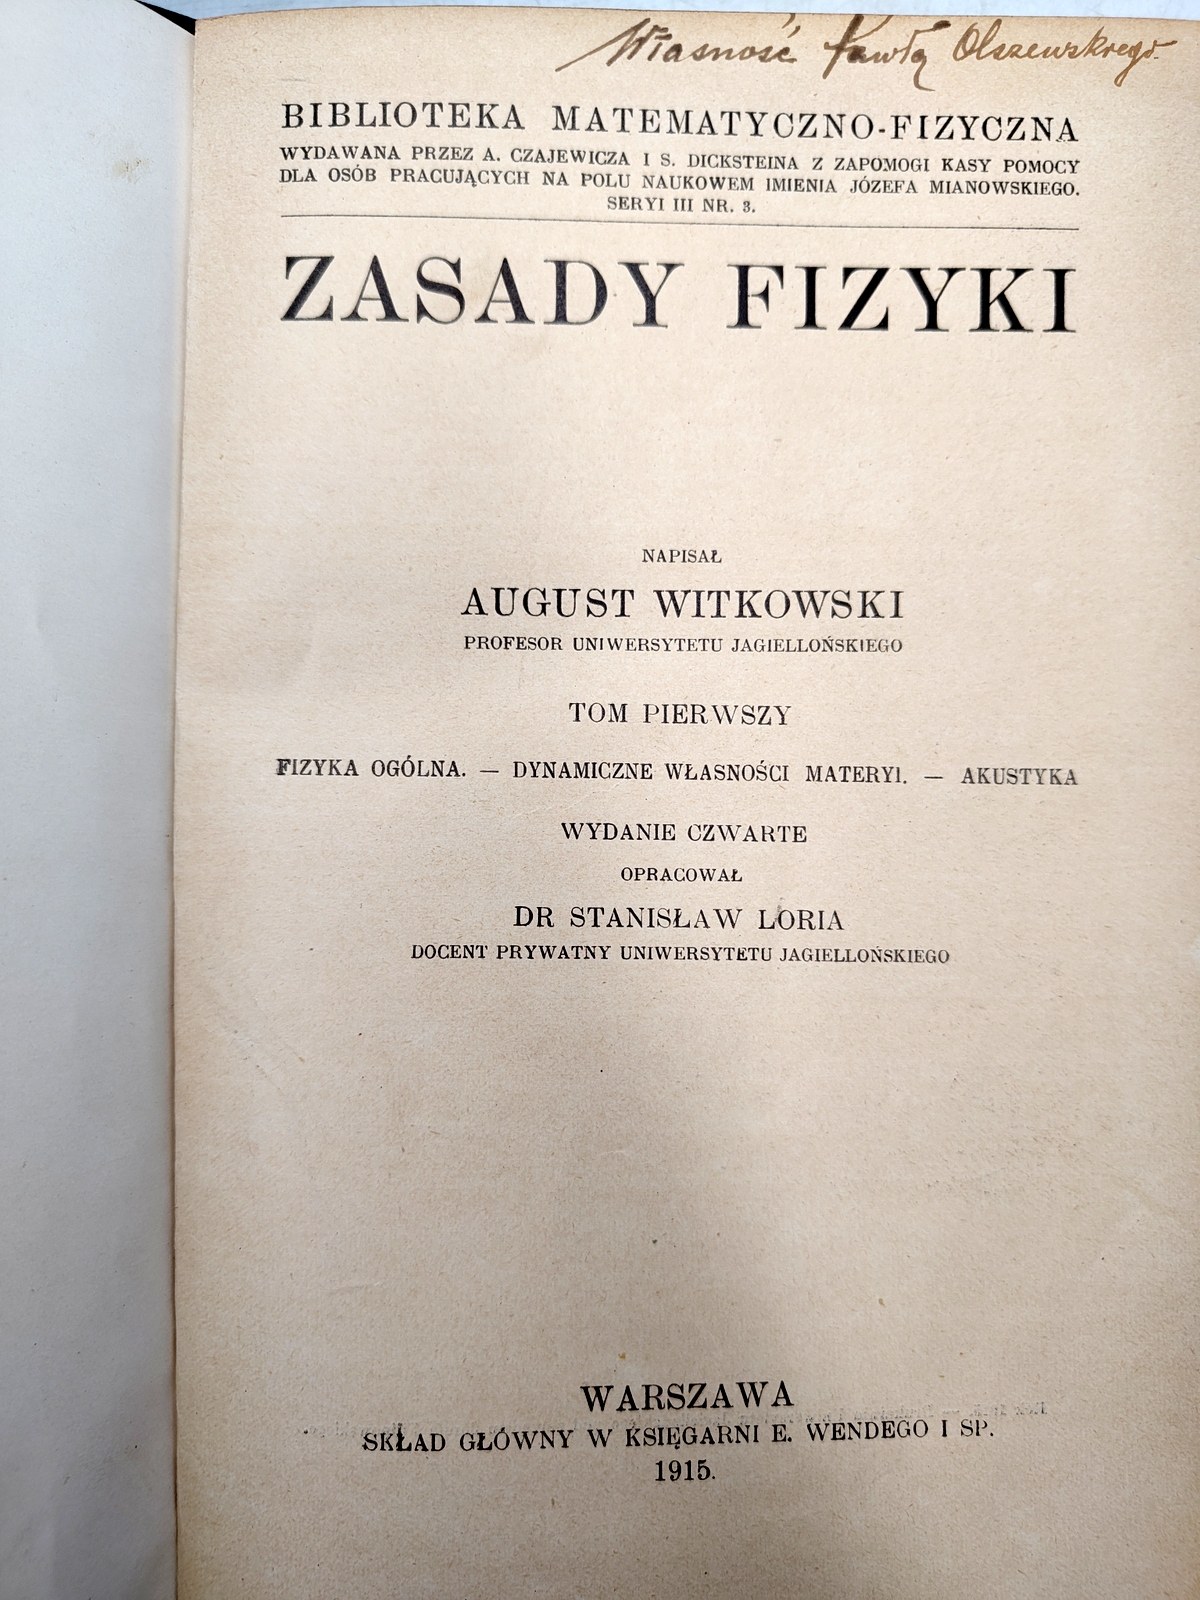 Własność Pawła Olszewskiego.
BIBLIOTEKA MATEMATYCZNO-FIZYCZNA
WYDAWANA PRZEZ A. CZAJEWICZA I S. DICKSTEINA Z ZAPOMOGI KASY POMOCY
DLA OSÓB PRACUJĄCYCH NA POLU NAUKOWEM IMIENIA JÓZEFA MIANOWSKIEGO.
SERYI III NR. 3.
ZASADY FIZYKI
NAPISAŁ
AUGUST WITKOWSKI
PROFESOR UNIWERSYTETU JAGIELLOŃSKIEGO
TOM PIERWSZY
FIZYKA OGÓLNA. — DYNAMICZNE WŁASNOŚCI MATERYI. — AKUSTYKA
WYDANIE CZWARTE
OPRACOWAŁ
DR STANISŁAW LORIA
DOCENT PRYWATNY UNIWERSYTETU JAGIELLOŃSKIEGO
WARSZAWA
SKŁAD GŁÓWNY W KSIĘGARNI E. WENDEGO I SP.
1915.